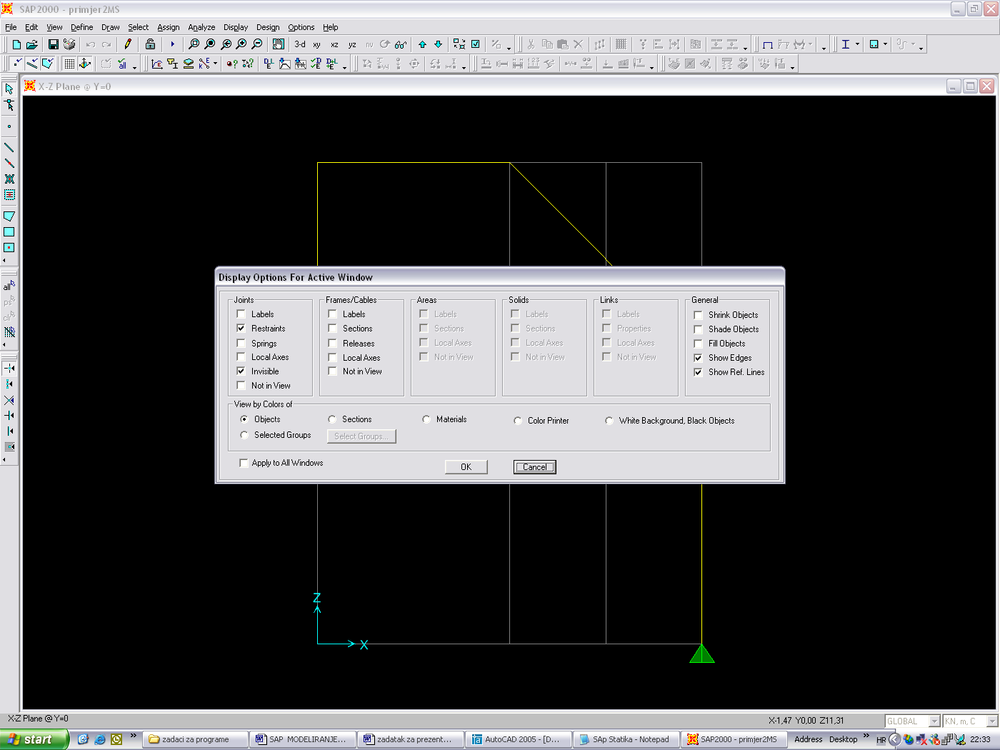 SAP2000 - primjer2MS
File Edit View Define Draw Select Assign Analyze Display Design Options Help
3-d xy xz yz nv
all
X-Z Plane @ Y=0
all
ps
clr
Display Options For Active Window
Joints Frames/Cables Areas Solids Links General
Labels Labels Labels Labels Labels Shrink Objects
Restraints Sections Sections Sections Properties Shade Objects
Springs Releases Local Axes Local Axes Local Axes Fill Objects
Local Axes Local Axes Not in View Not in View Not in View Show Edges
Invisible Not in View Show Ref. Lines
Not in View
View by Colors of
Objects Sections Materials Color Printer White Background, Black Objects
Selected Groups Select Groups...
Apply to All Windows OK Cancel
Z
X
X-Z Plane @ Y=0 X-1,47 Y0,00 Z11,31 GLOBAL KN, m, C
start zadaci za programe SAP MODELIRANJE... zadatak za prezent... AutoCAD 2005 - [D... SAp Statika - Notepad SAP2000 - primjer2MS Address Desktop HR 22:33